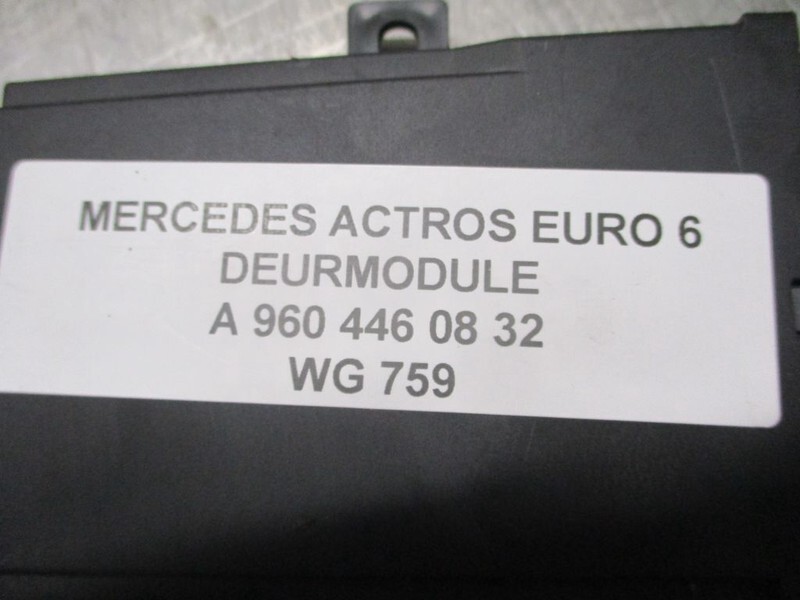 MERCEDES ACTROS EURO 6
DEURMODULE
A 960 446 08 32
WG 759